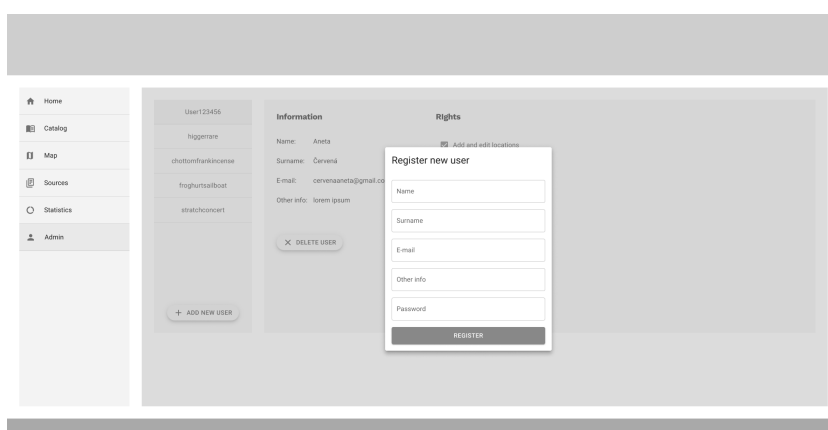 Home
Catalog
Map
Sources
Statistics
Admin
User123456
higgerrare
chottomfrankincense
froghurtsailboat
stratchconcert
+ ADD NEW USER
Information
Name: Aneta
Surname: Červená
E-mail: cervenaaneta@gmail.co
Other info: lorem ipsum
DELETE USER
Rights
Add and edit locations
Register new user
Name
Surname
E-mail
Other info
Password
REGISTER